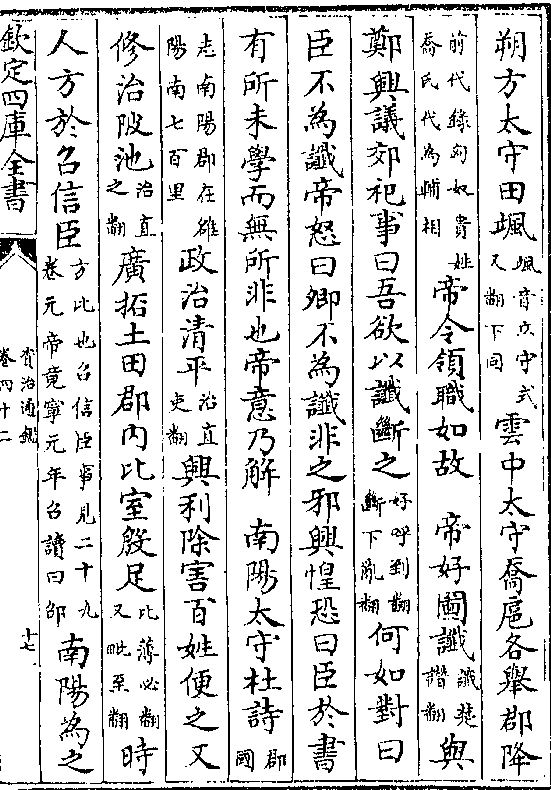 朔方太守田颯颯音立守式又翻下同雲中太守喬扈各舉郡降
前代錄匈奴貴姓喬氏代為輔相帝令領職如故　帝好圖讖讖楚譖翻與
鄭興議郊祀事曰吾欲以讖斷之好呼到翻斷丁亂翻何如對曰
臣不為讖帝怒曰卿不為讖非之邪興惶恐曰臣於書
有所未學而無所非也帝意乃解　南陽太守杜詩郡國
志南陽郡在雒陽南七百里政治清平治直吏翻興利除害百姓便之又
修治陂池治直之翻廣拓土田郡內比室殷足比薄必翻又毗至翻時
人方於召信臣方比也召信臣事見二十九卷元帝竟寧元年召讀曰邵南陽為之
欽定四庫全書
資治通鑑
卷四十二
十七